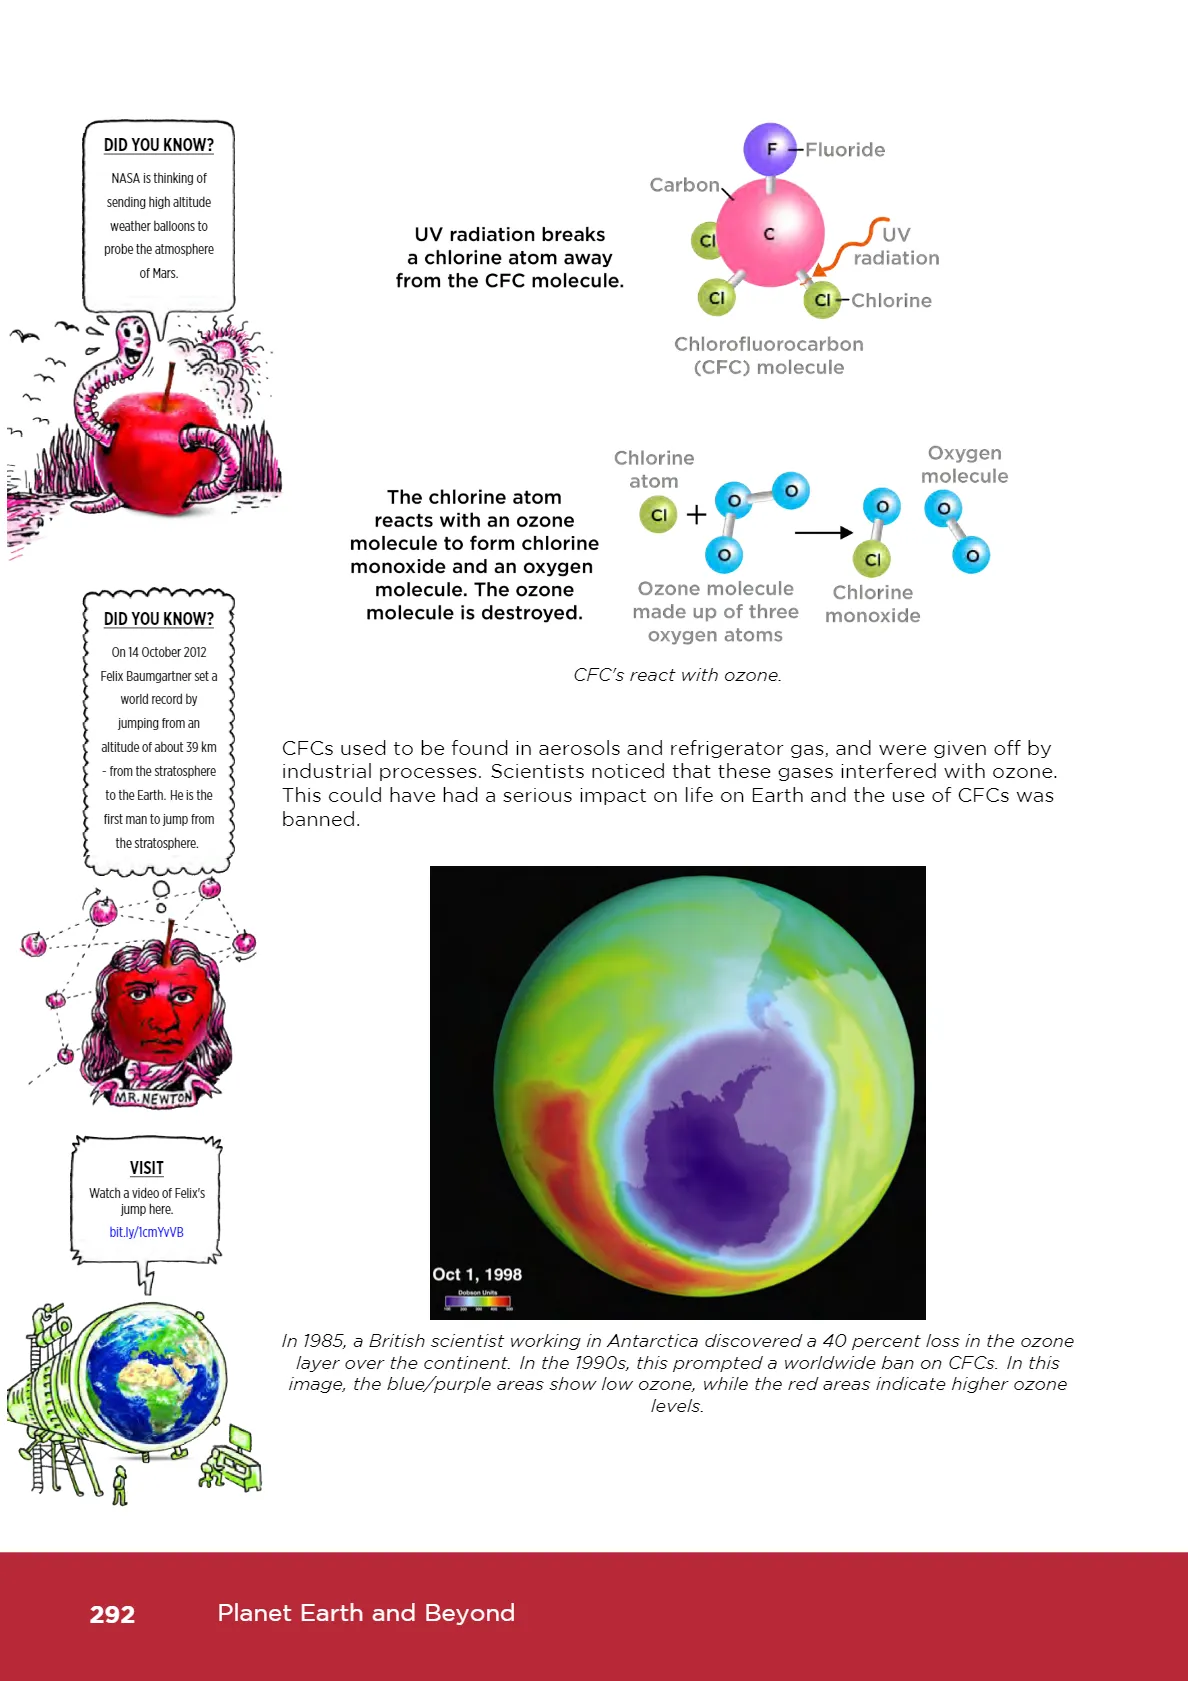 DID YOU KNOW?
NASA is thinking of
sending high altitude
weather balloons to
probe the atmosphere
of Mars.
UV radiation breaks
a chlorine atom away
from the CFC molecule.
F
Fluoride
Carbon
C
Cl
Cl
Cl
UV
radiation
Chlorine
Chlorofluorocarbon
(CFC) molecule
The chlorine atom
reacts with an ozone
molecule to form chlorine
monoxide and an oxygen
molecule. The ozone
molecule is destroyed.
Chlorine
atom
Cl
+
O
O
O
Ozone molecule
made up of three
oxygen atoms
O
Cl
Chlorine
monoxide
Oxygen
molecule
O
O
CFC's react with ozone.
DID YOU KNOW?
On 14 October 2012
Felix Baumgartner set a
world record by
jumping from an
altitude of about 39 km
- from the stratosphere
to the Earth. He is the
first man to jump from
the stratosphere.
MR. NEWTON
CFCs used to be found in aerosols and refrigerator gas, and were given off by
industrial processes. Scientists noticed that these gases interfered with ozone.
This could have had a serious impact on life on Earth and the use of CFCs was
banned.
VISIT
Watch a video of Felix's
jump here.
bit.ly/1cmYvVB
Oct 1, 1998
Dobson Units
In 1985, a British scientist working in Antarctica discovered a 40 percent loss in the ozone
layer over the continent. In the 1990s, this prompted a worldwide ban on CFCs. In this
image, the blue/purple areas show low ozone, while the red areas indicate higher ozone
levels.
292
Planet Earth and Beyond